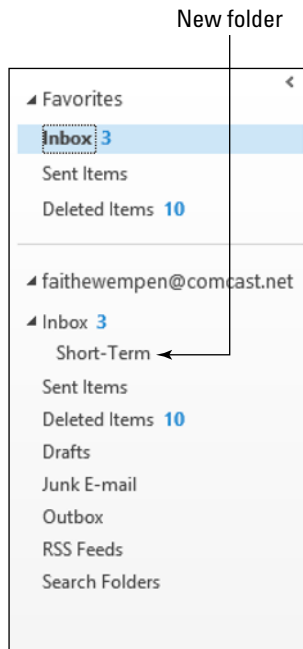 New folder
Favorites
Inbox 3
Sent Items
Deleted Items 10
faithewempen@comcast.net
Inbox 3
Short-Term
Sent Items
Deleted Items 10
Drafts
Junk E-mail
Outbox
RSS Feeds
Search Folders